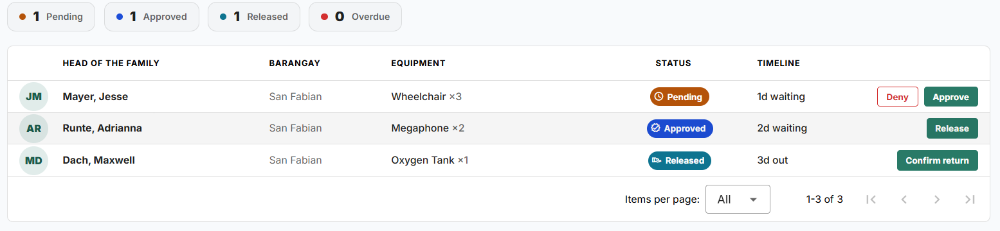 1 Pending 1 Approved 1 Released 0 Overdue
HEAD OF THE FAMILY BARANGAY EQUIPMENT STATUS TIMELINE
JM Mayer, Jesse San Fabian Wheelchair ×3 Pending 1d waiting Deny Approve
AR Runte, Adrianna San Fabian Megaphone ×2 Approved 2d waiting Release
MD Dach, Maxwell San Fabian Oxygen Tank ×1 Released 3d out Confirm return
Items per page: All 1-3 of 3